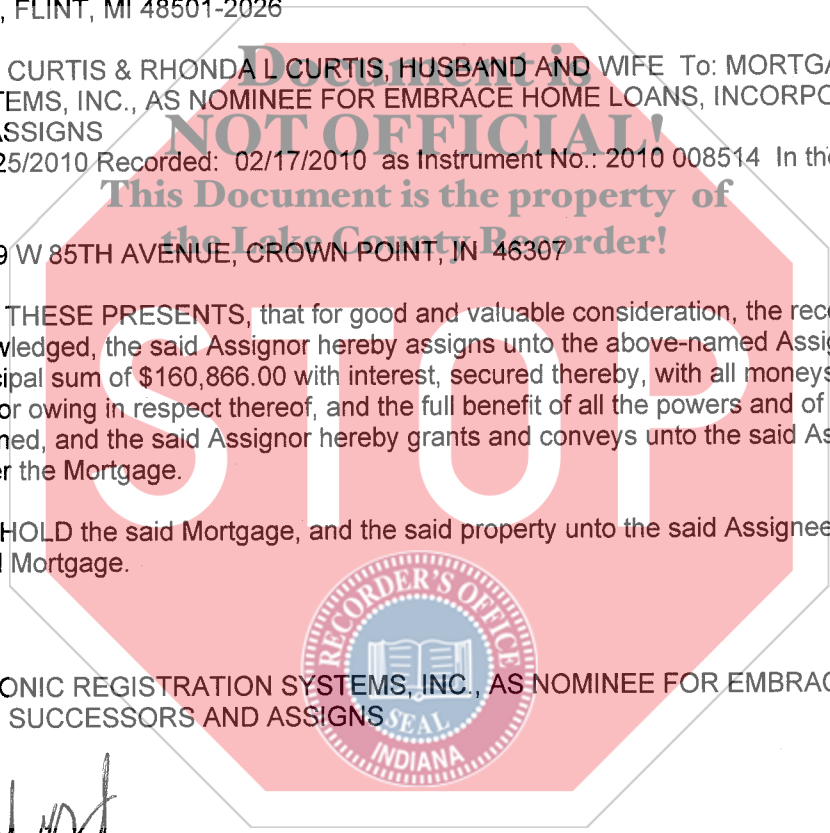 , FLINT, MI 48501-2026
Document is
CURTIS & RHONDA L CURTIS, HUSBAND AND WIFE To: MORTGA
TEMS, INC., AS NOMINEE FOR EMBRACE HOME LOANS, INCORPO
ASSIGNS
NOT OFFICIAL!
25/2010 Recorded: 02/17/2010 as Instrument No.: 2010 008514 In the
This Document is the property of
the Lake County Recorder!
9 W 85TH AVENUE, CROWN POINT, IN 46307
THESE PRESENTS, that for good and valuable consideration, the rece
wledged, the said Assignor hereby assigns unto the above-named Assig
cipal sum of $160,866.00 with interest, secured thereby, with all moneys
or owing in respect thereof, and the full benefit of all the powers and of
ned, and the said Assignor hereby grants and conveys unto the said As
er the Mortgage.
STOP
HOLD the said Mortgage, and the said property unto the said Assignee
d Mortgage.
RECORDER'S OFFICE
ONIC REGISTRATION SYSTEMS, INC., AS NOMINEE FOR EMBRAC
SUCCESSORS AND ASSIGNS
SEAL
INDIANA